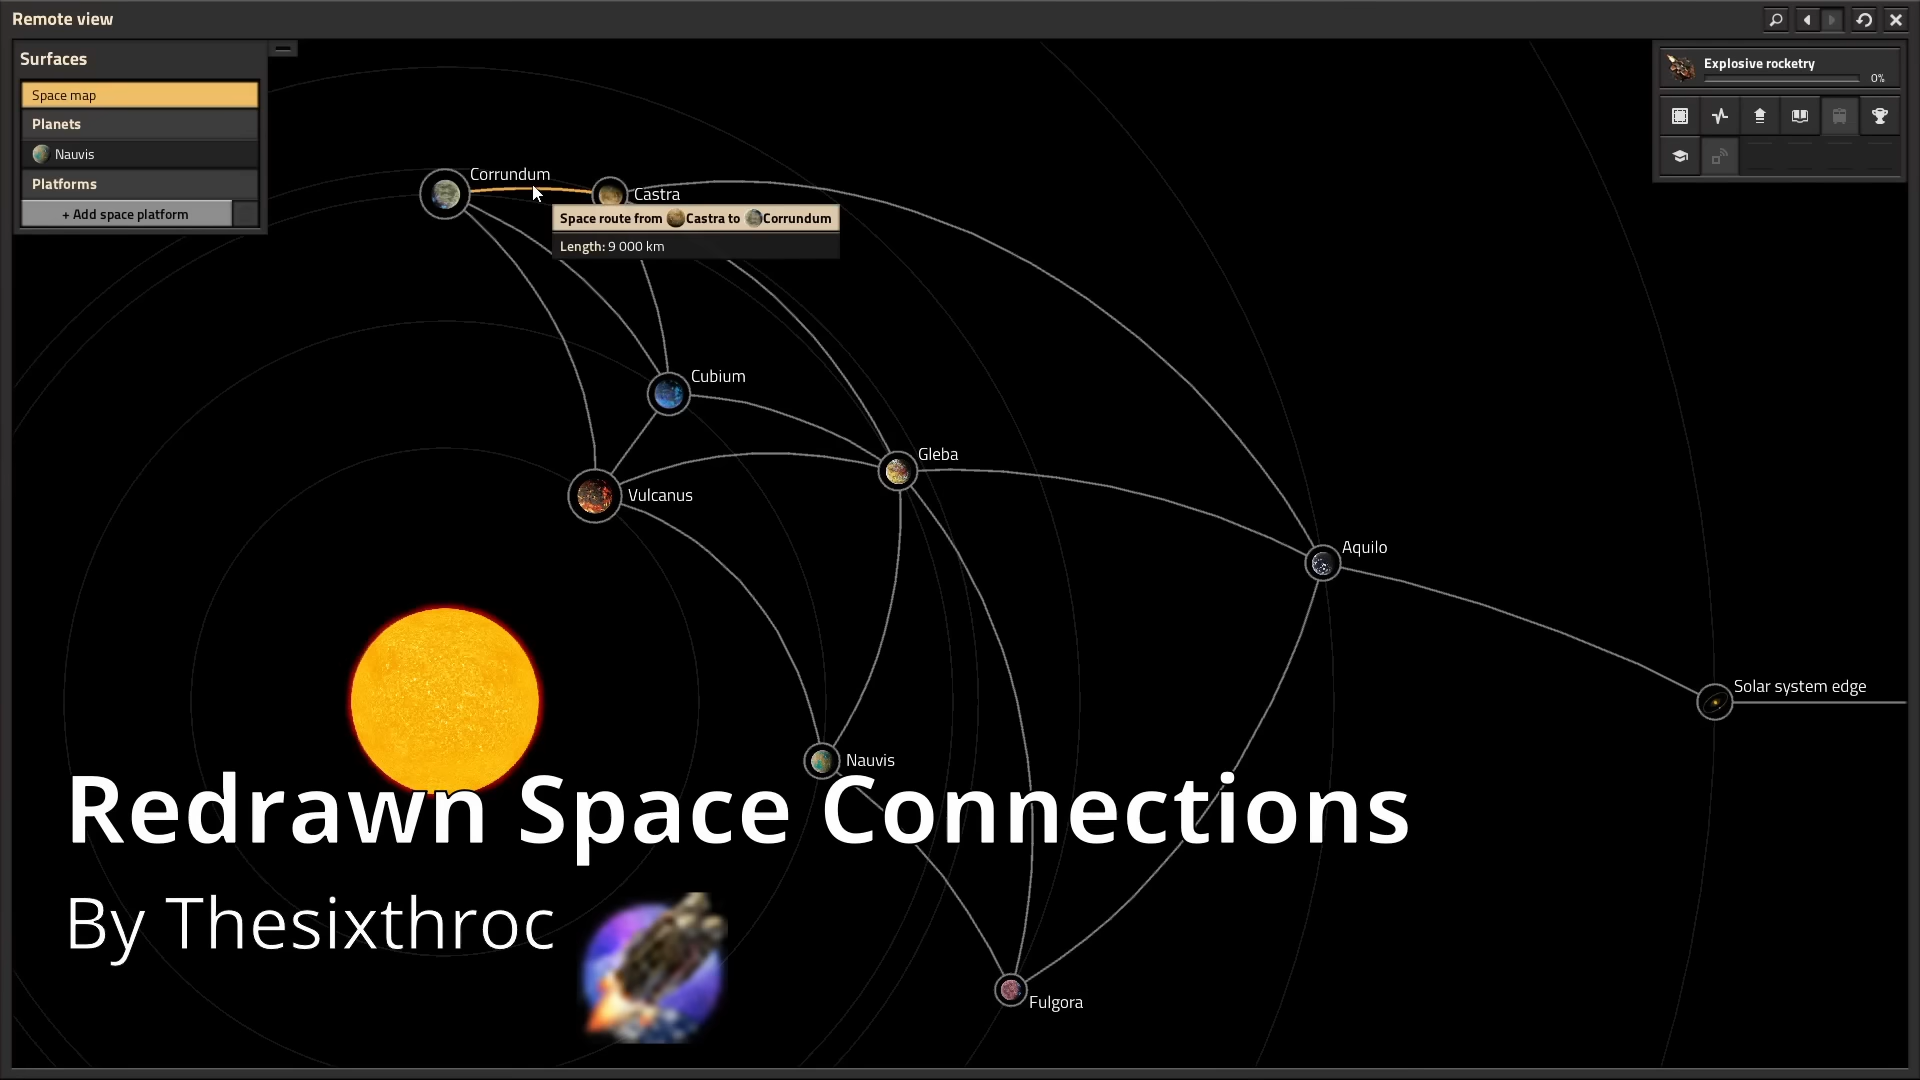 Remote view
Surfaces
Space map
Planets
Nauvis
Platforms
+ Add space platform
Explosive rocketry
0%
Corrundum
Castra
Space route from Castra to Corrundum
Length: 9 000 km
Cubium
Gleba
Vulcanus
Aquilo
Solar system edge
Nauvis
Redrawn Space Connections
By Thesixthroc
Fulgora